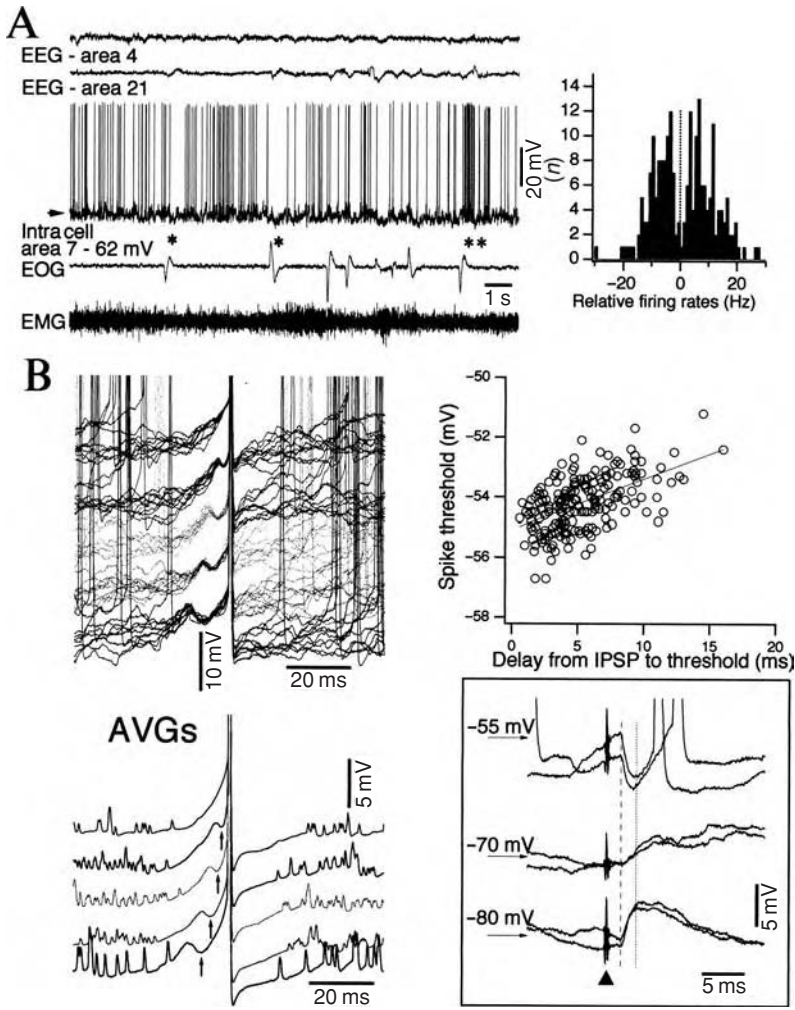 A
EEG - area 4
EEG - area 21
20 mV
Intra cell
area 7 - 62 mV
* * * *
EOG
1 s
EMG
14
12
10
8
6
4
2
0
(n)
-20 0 20
Relative firing rates (Hz)
B
10 mV
20 ms
-50
-52
-54
-56
-58
Spike threshold (mV)
0 5 10 15 20
Delay from IPSP to threshold (ms)
AVGs
5 mV
20 ms
-55 mV
-70 mV
-80 mV
5 mV
5 ms